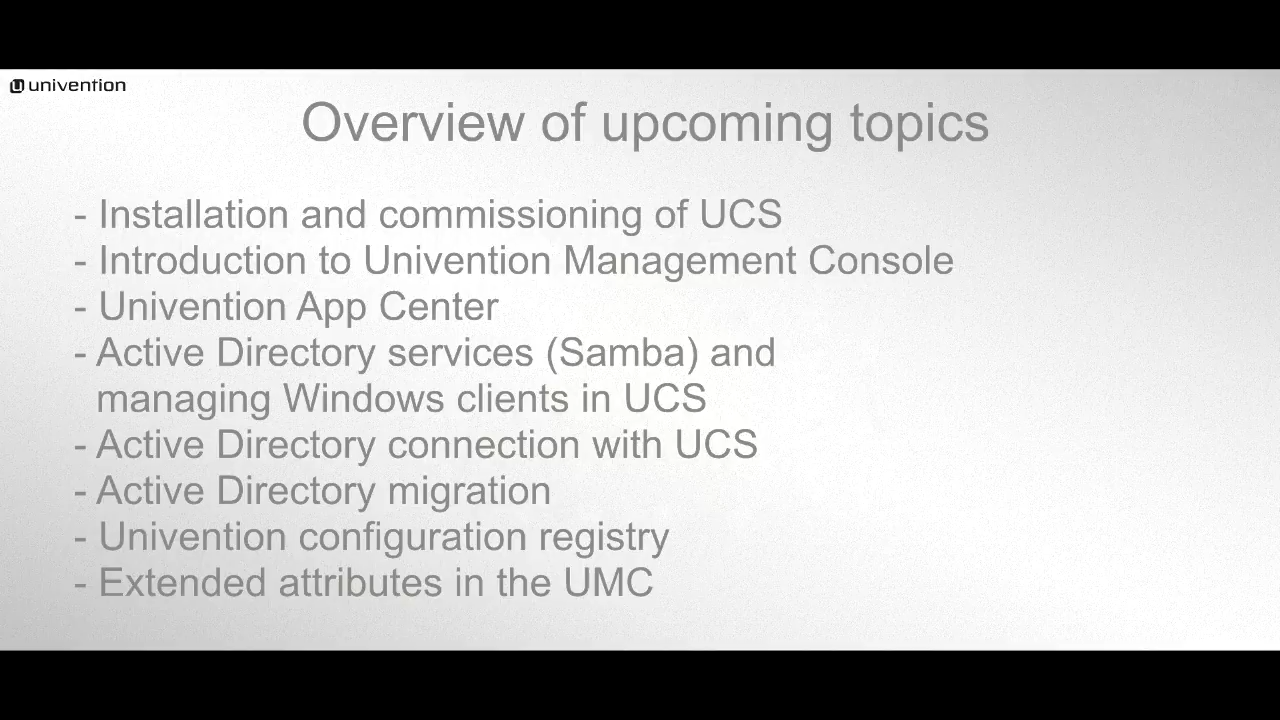 univention
Overview of upcoming topics
- Installation and commissioning of UCS
- Introduction to Univention Management Console
- Univention App Center
- Active Directory services (Samba) and
managing Windows clients in UCS
- Active Directory connection with UCS
- Active Directory migration
- Univention configuration registry
- Extended attributes in the UMC